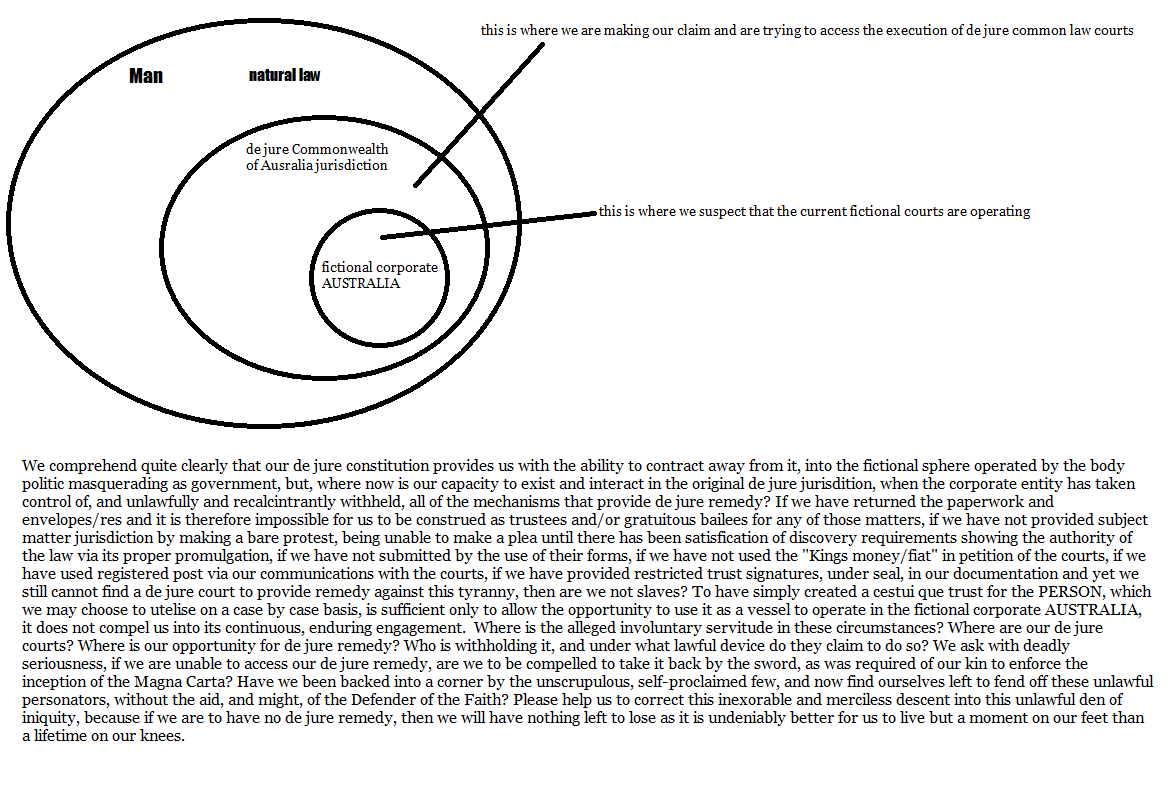 this is where we are making our claim and are trying to access the execution of de jure common law courts
Man
natural law
de jure Commonwealth
of Ausralia jurisdiction
this is where we suspect that the current fictional courts are operating
fictional corporate
AUSTRALIA
We comprehend quite clearly that our de jure constitution provides us with the ability to contract away from it, into the fictional sphere operated by the body
politic masquerading as government, but, where now is our capacity to exist and interact in the original de jure jurisdition, when the corporate entity has taken
control of, and unlawfully and recalcintrantly withheld, all of the mechanisms that provide de jure remedy? If we have returned the paperwork and
envelopes/res and it is therefore impossible for us to be construed as trustees and/or gratuitous bailees for any of those matters, if we have not provided subject
matter jurisdiction by making a bare protest, being unable to make a plea until there has been satisfication of discovery requirements showing the authority of
the law via its proper promulgation, if we have not submitted by the use of their forms, if we have not used the "Kings money/fiat" in petition of the courts, if we
have used registered post via our communications with the courts, if we have provided restricted trust signatures, under seal, in our documentation and yet we
still cannot find a de jure court to provide remedy against this tyranny, then are we not slaves? To have simply created a cestui que trust for the PERSON, which
we may choose to utelise on a case by case basis, is sufficient only to allow the opportunity to use it as a vessel to operate in the fictional corporate AUSTRALIA,
it does not compel us into its continuous, enduring engagement.  Where is the alleged involuntary servitude in these circumstances? Where are our de jure
courts? Where is our opportunity for de jure remedy? Who is withholding it, and under what lawful device do they claim to do so? We ask with deadly
seriousness, if we are unable to access our de jure remedy, are we to be compelled to take it back by the sword, as was required of our kin to enforce the
inception of the Magna Carta? Have we been backed into a corner by the unscrupulous, self-proclaimed few, and now find ourselves left to fend off these unlawful
personators, without the aid, and might, of the Defender of the Faith? Please help us to correct this inexorable and merciless descent into this unlawful den of
iniquity, because if we are to have no de jure remedy, then we will have nothing left to lose as it is undeniably better for us to live but a moment on our feet than
a lifetime on our knees.